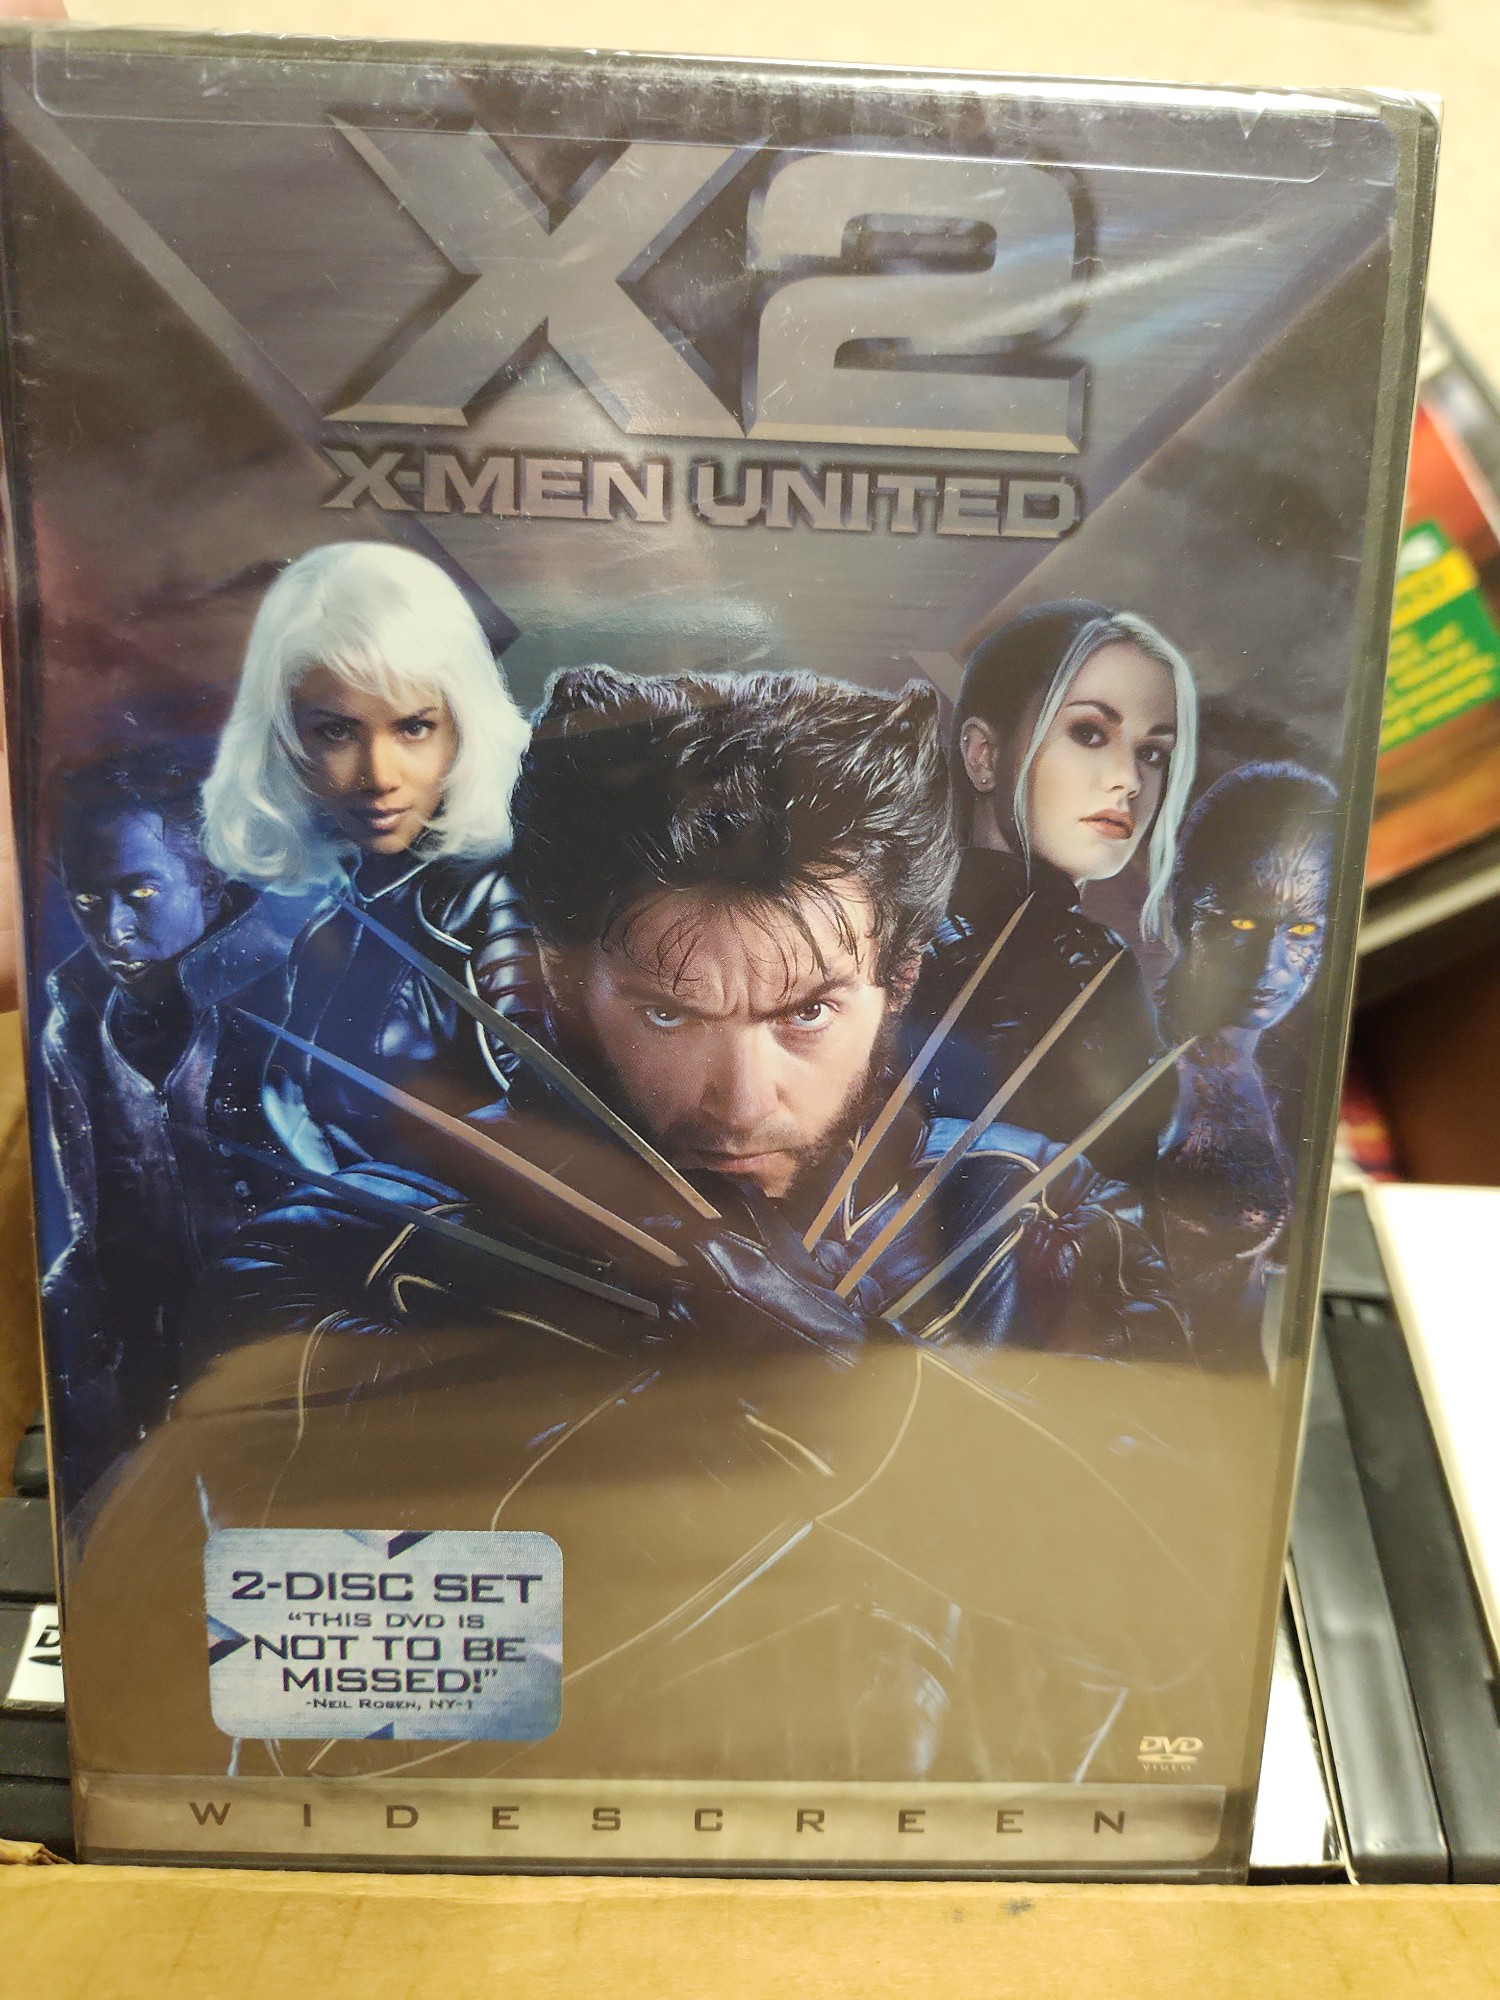 X2
X-MEN UNITED
2-DISC SET
"THIS DVD IS
NOT TO BE
MISSED!"
-NEIL ROSEN, NY-1
DVD
VIDEO
WIDESCREEN